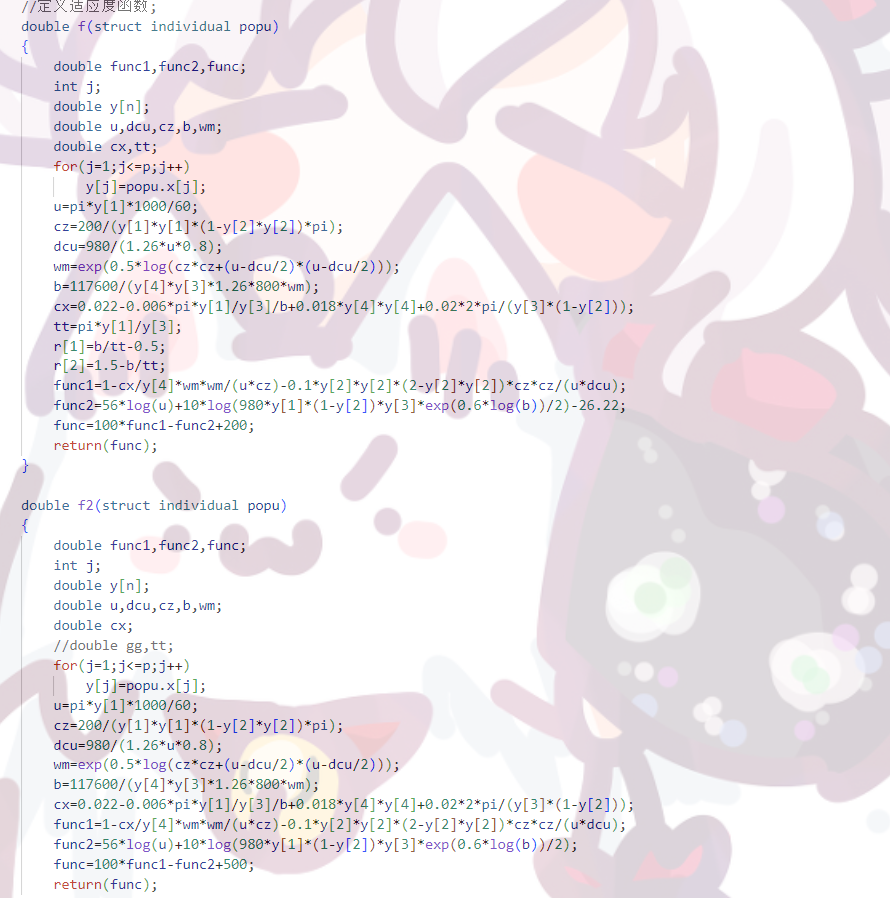 //定义适应度函数;
double f(struct individual popu)
{
    double func1,func2,func;
    int j;
    double y[n];
    double u,dcu,cz,b,wm;
    double cx,tt;
    for(j=1;j<=p;j++)
        y[j]=popu.x[j];
    u=pi*y[1]*1000/60;
    cz=200/(y[1]*y[1]*(1-y[2]*y[2])*pi);
    dcu=980/(1.26*u*0.8);
    wm=exp(0.5*log(cz*cz+(u-dcu/2)*(u-dcu/2)));
    b=117600/(y[4]*y[3]*1.26*800*wm);
    cx=0.022-0.006*pi*y[1]/y[3]/b+0.018*y[4]*y[4]+0.02*2*pi/(y[3]*(1-y[2]));
    tt=pi*y[1]/y[3];
    r[1]=b/tt-0.5;
    r[2]=1.5-b/tt;
    func1=1-cx/y[4]*wm*wm/(u*cz)-0.1*y[2]*y[2]*(2-y[2]*y[2])*cz*cz/(u*dcu);
    func2=56*log(u)+10*log(980*y[1]*(1-y[2])*y[3]*exp(0.6*log(b))/2)-26.22;
    func=100*func1-func2+200;
    return(func);
}
double f2(struct individual popu)
{
    double func1,func2,func;
    int j;
    double y[n];
    double u,dcu,cz,b,wm;
    double cx;
    //double gg,tt;
    for(j=1;j<=p;j++)
        y[j]=popu.x[j];
    u=pi*y[1]*1000/60;
    cz=200/(y[1]*y[1]*(1-y[2]*y[2])*pi);
    dcu=980/(1.26*u*0.8);
    wm=exp(0.5*log(cz*cz+(u-dcu/2)*(u-dcu/2)));
    b=117600/(y[4]*y[3]*1.26*800*wm);
    cx=0.022-0.006*pi*y[1]/y[3]/b+0.018*y[4]*y[4]+0.02*2*pi/(y[3]*(1-y[2]));
    func1=1-cx/y[4]*wm*wm/(u*cz)-0.1*y[2]*y[2]*(2-y[2]*y[2])*cz*cz/(u*dcu);
    func2=56*log(u)+10*log(980*y[1]*(1-y[2])*y[3]*exp(0.6*log(b))/2);
    func=100*func1-func2+500;
    return(func);